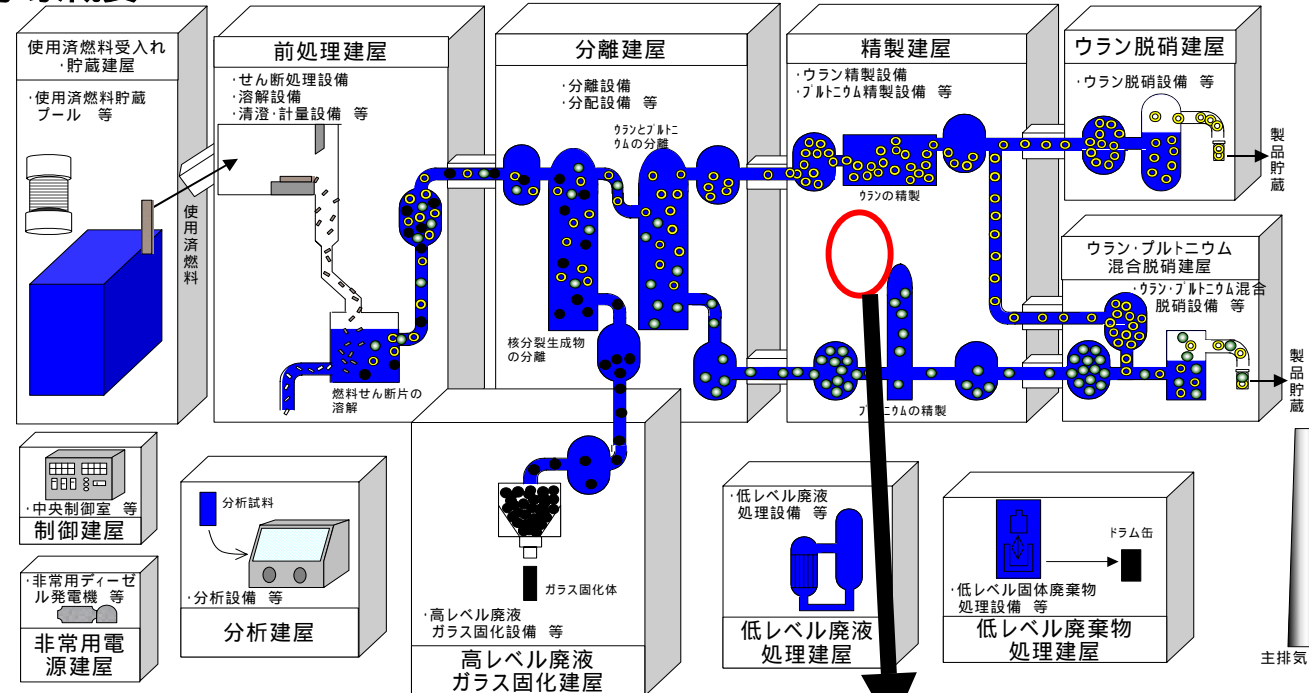 使用済燃料受入れ
・貯蔵建屋
・使用済燃料貯蔵
プール 等
使用済燃料
前処理建屋
・せん断処理設備
・溶解設備
・清澄・計量設備 等
燃料せん断片の
溶解
分離建屋
・分離設備
・分配設備 等
ウランとプルトニ
ウムの分離
核分裂生成物
の分離
精製建屋
・ウラン精製設備
・プルトニウム精製設備 等
ウランの精製
ニウムの精製
ウラン脱硝建屋
・ウラン脱硝設備 等
製品貯蔵
ウラン・プルトニウム
混合脱硝建屋
・ウラン・プルトニウム混合
脱硝設備 等
製品貯蔵
・中央制御室 等
制御建屋
・非常用ディーゼ
ル発電機 等
非常用電
源建屋
分析試料
・分析設備 等
分析建屋
ガラス固化体
・高レベル廃液
ガラス固化設備 等
高レベル廃液
ガラス固化建屋
・低レベル廃液
処理設備 等
低レベル廃液
処理建屋
ドラム缶
・低レベル固体廃棄物
処理設備 等
低レベル廃棄物
処理建屋
主排気